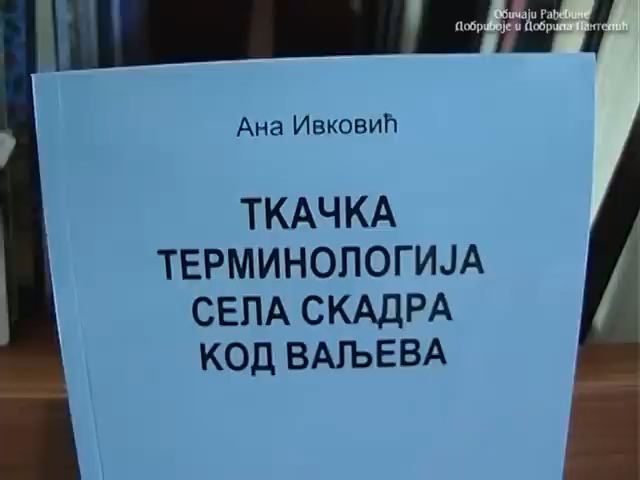 Обичаји Рађевине
Добривоје и Добрила Пантелић
Ана Ивковић
ТКАЧКА
ТЕРМИНОЛОГИЈА
СЕЛА СКАДРА
КОД ВАЉЕВА